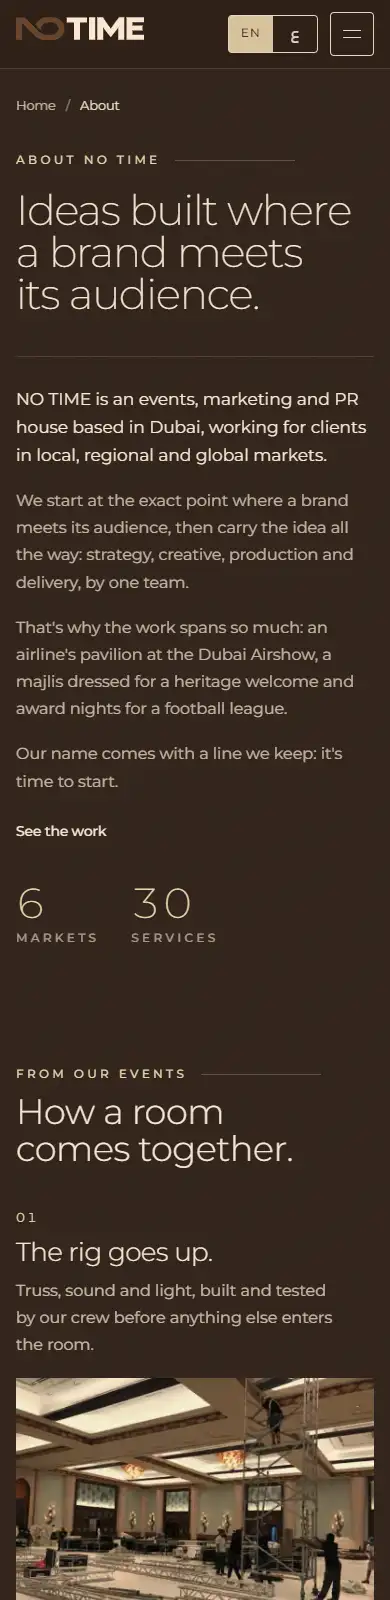 NO TIME
EN
ع
Home / About
ABOUT NO TIME
Ideas built where
a brand meets
its audience.
NO TIME is an events, marketing and PR
house based in Dubai, working for clients
in local, regional and global markets.
We start at the exact point where a brand
meets its audience, then carry the idea all
the way: strategy, creative, production and
delivery, by one team.
That's why the work spans so much: an
airline's pavilion at the Dubai Airshow, a
majlis dressed for a heritage welcome and
award nights for a football league.
Our name comes with a line we keep: it's
time to start.
See the work
6 30
MARKETS SERVICES
FROM OUR EVENTS
How a room
comes together.
01
The rig goes up.
Truss, sound and light, built and tested
by our crew before anything else enters
the room.